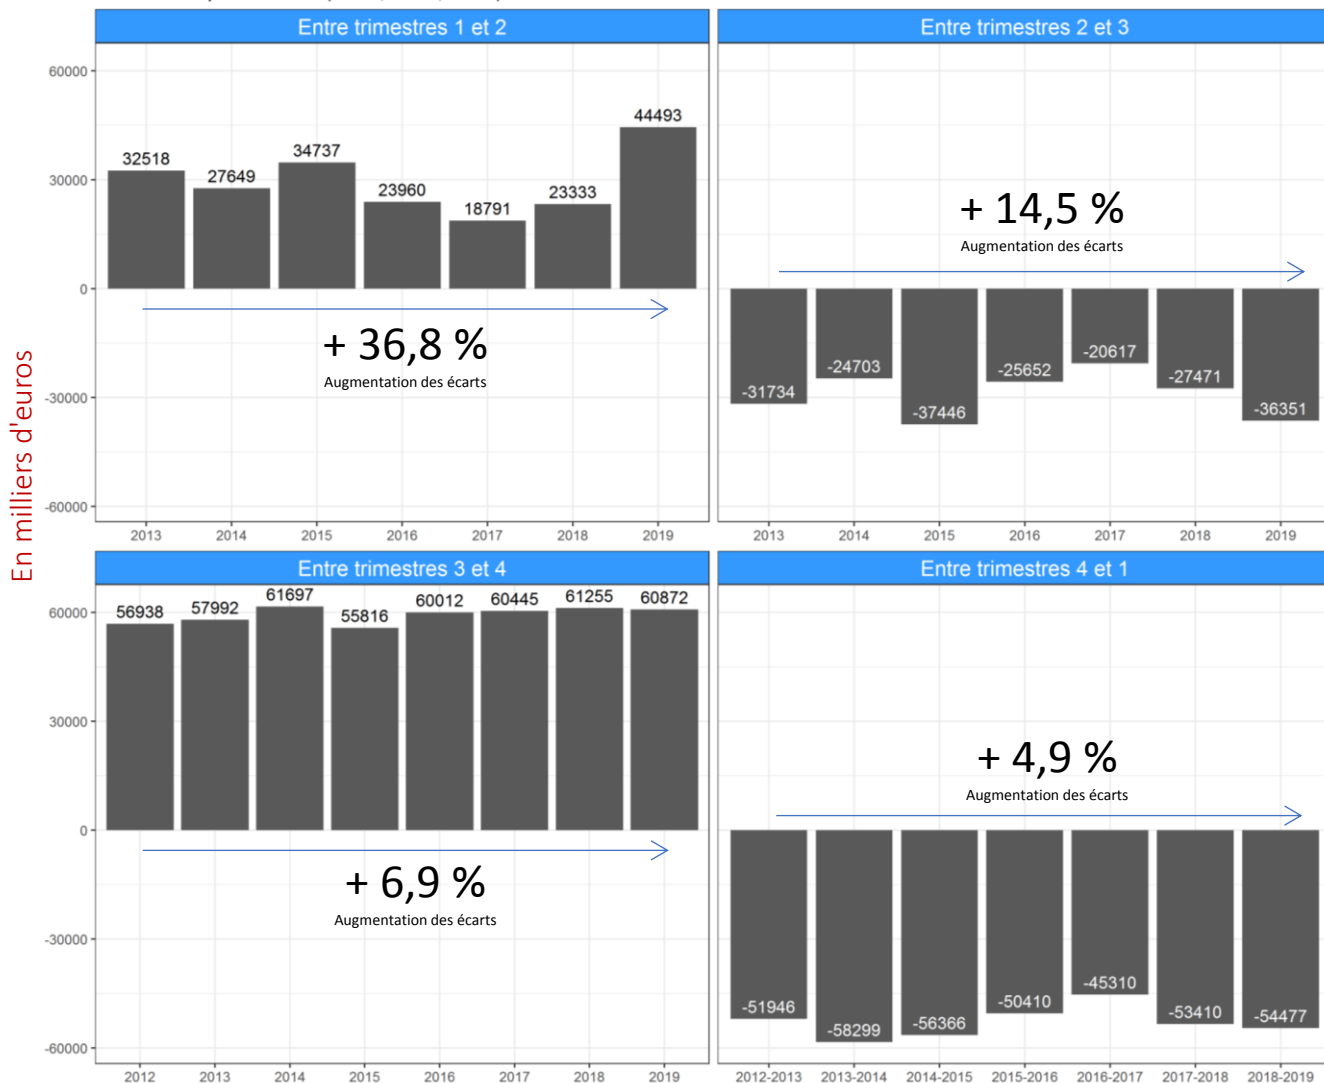 Entre trimestres 1 et 2
60000
30000
0
-30000
-60000
32518
27649
34737
23960
18791
23333
44493
+ 36,8 %
Augmentation des écarts
2013 2014 2015 2016 2017 2018 2019
Entre trimestres 2 et 3
+ 14,5 %
Augmentation des écarts
-31734
-24703
-37446
-25652
-20617
-27471
-36351
2013 2014 2015 2016 2017 2018 2019
En milliers d'euros
Entre trimestres 3 et 4
60000
30000
0
-30000
-60000
56938
57992
61697
55816
60012
60445
61255
60872
+ 6,9 %
Augmentation des écarts
2012 2013 2014 2015 2016 2017 2018 2019
Entre trimestres 4 et 1
+ 4,9 %
Augmentation des écarts
-51946
-58299
-56366
-50410
-45310
-53410
-54477
2012-2013 2013-2014 2014-2015 2015-2016 2016-2017 2017-2018 2018-2019